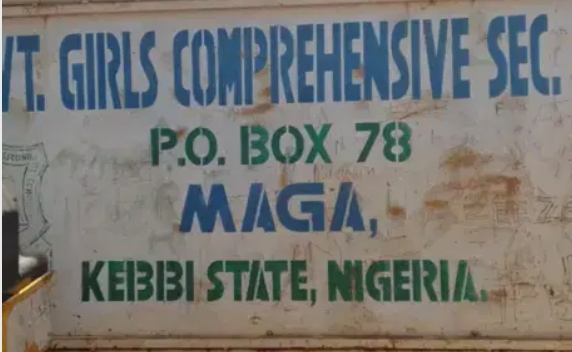 VT. GIRLS COMPREHENSIVE SEC.
P.O. BOX 78
MAGA,
KEBBI STATE, NIGERIA.